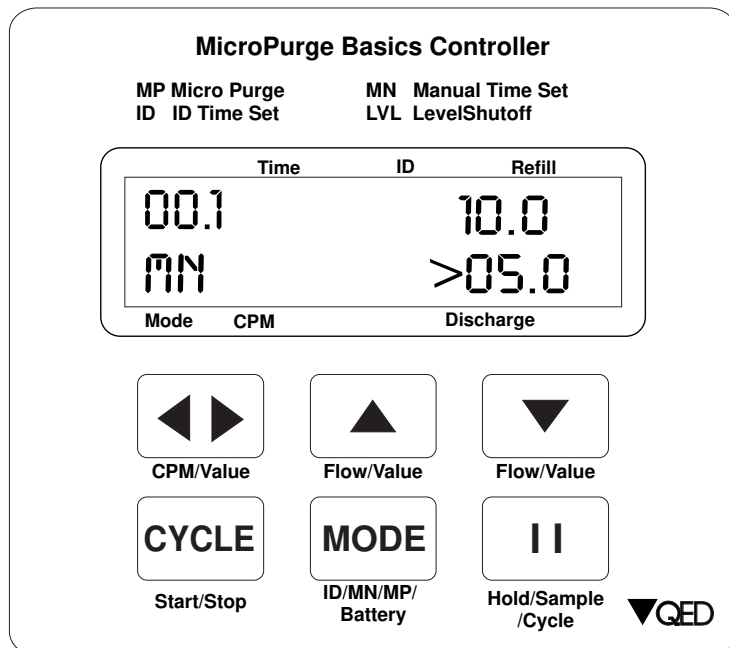 MicroPurge Basics Controller
MP Micro Purge MN Manual Time Set
ID ID Time Set LVL LevelShutoff
Time ID Refill
00.1 10.0
MN >05.0
Mode CPM Discharge
CPM/Value Flow/Value Flow/Value
CYCLE MODE II
Start/Stop ID/MN/MP/ Hold/Sample
Battery /Cycle
QED